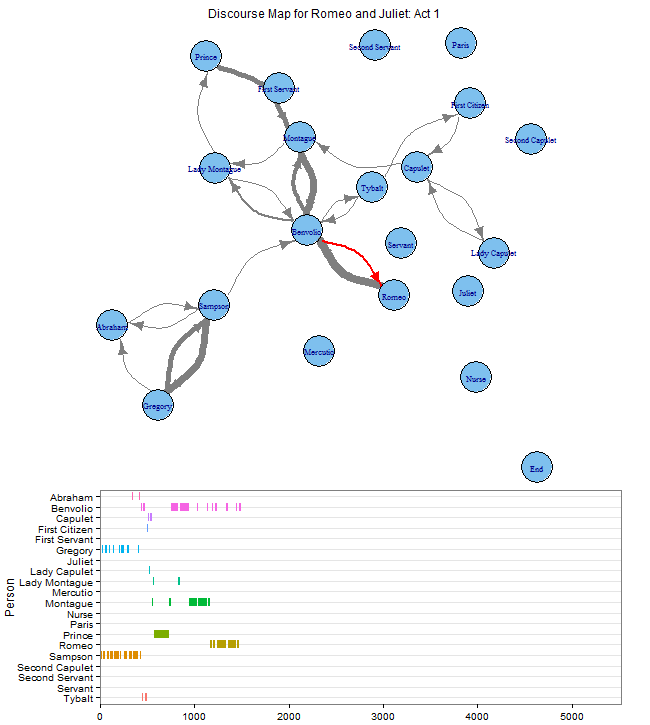 Discourse Map for Romeo and Juliet: Act 1
Second Servant
Paris
Prince
First Servant
First Citizen
Montague
Second Capulet
Lady Montague
Capulet
Tybalt
Benvolio
Servant
Lady Capulet
Romeo
Juliet
Sampson
Abraham
Mercutio
Nurse
Gregory
End
Person
Abraham
Benvolio
Capulet
First Citizen
First Servant
Gregory
Juliet
Lady Capulet
Lady Montague
Mercutio
Montague
Nurse
Paris
Prince
Romeo
Sampson
Second Capulet
Second Servant
Servant
Tybalt
0 1000 2000 3000 4000 5000